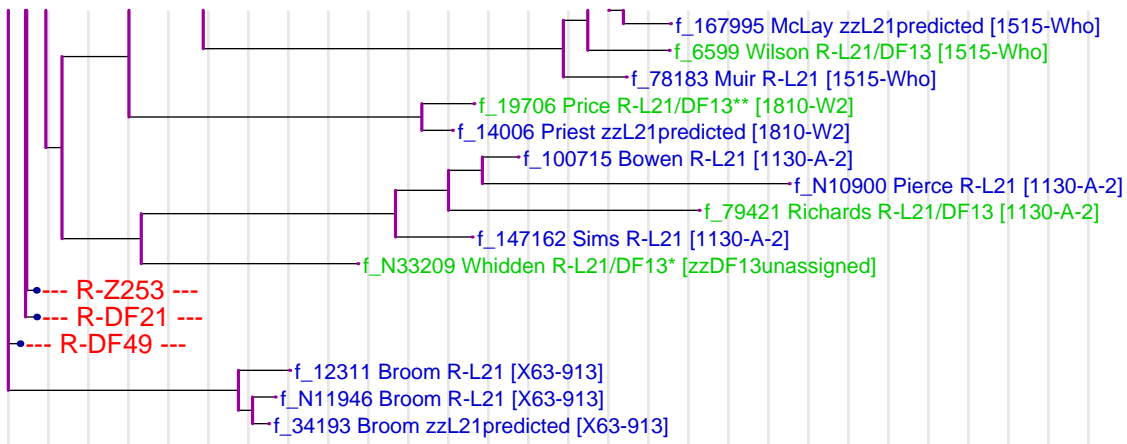 f_167995 McLay zzL21predicted [1515-Who]
f_6599 Wilson R-L21/DF13 [1515-Who]
f_78183 Muir R-L21 [1515-Who]
f_19706 Price R-L21/DF13** [1810-W2]
f_14006 Priest zzL21predicted [1810-W2]
f_100715 Bowen R-L21 [1130-A-2]
f_N10900 Pierce R-L21 [1130-A-2]
f_79421 Richards R-L21/DF13 [1130-A-2]
f_147162 Sims R-L21 [1130-A-2]
f_N33209 Whidden R-L21/DF13* [zzDF13unassigned]
--- R-Z253 ---
--- R-DF21 ---
--- R-DF49 ---
f_12311 Broom R-L21 [X63-913]
f_N11946 Broom R-L21 [X63-913]
f_34193 Broom zzL21predicted [X63-913]